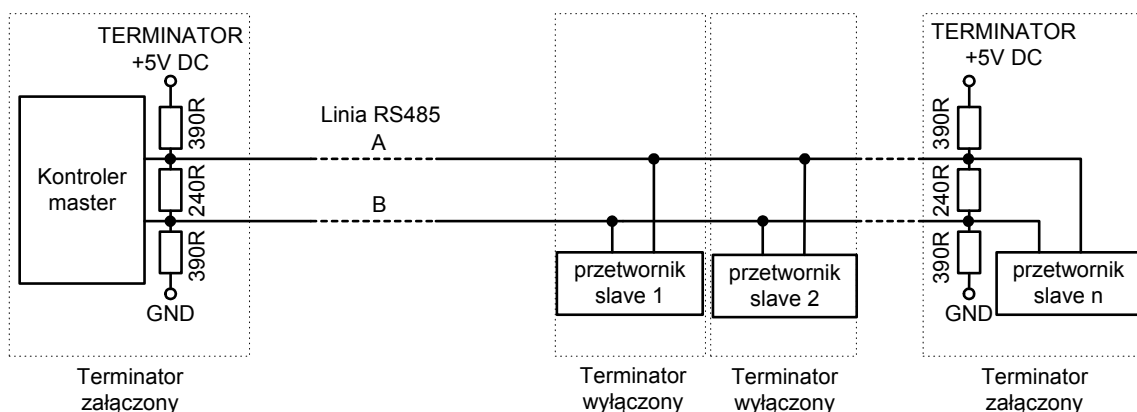 TERMINATOR
+5V DC
390R
240R
390R
GND
Kontroler
master
Linia RS485
A
B
przetwornik
slave 1
przetwornik
slave 2
TERMINATOR
+5V DC
390R
240R
390R
GND
przetwornik
slave n
Terminator
załączony
Terminator
wyłączony
Terminator
wyłączony
Terminator
załączony